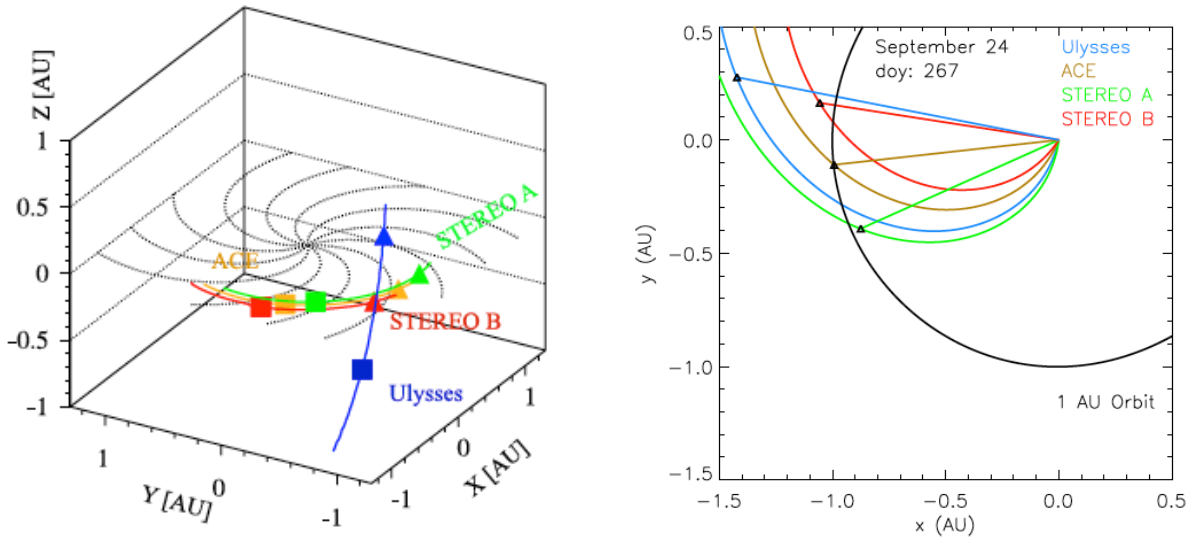 Z [AU]
1
0.5
0
-0.5
-1
ACE
STEREO A
STEREO B
Ulysses
1
0
-1
Y [AU]
-1
0
1
X [AU]
September 24
doy: 267
Ulysses
ACE
STEREO A
STEREO B
0.5
0.0
−0.5
−1.0
−1.5
y (AU)
1 AU Orbit
−1.5
−1.0
−0.5
0.0
0.5
x (AU)